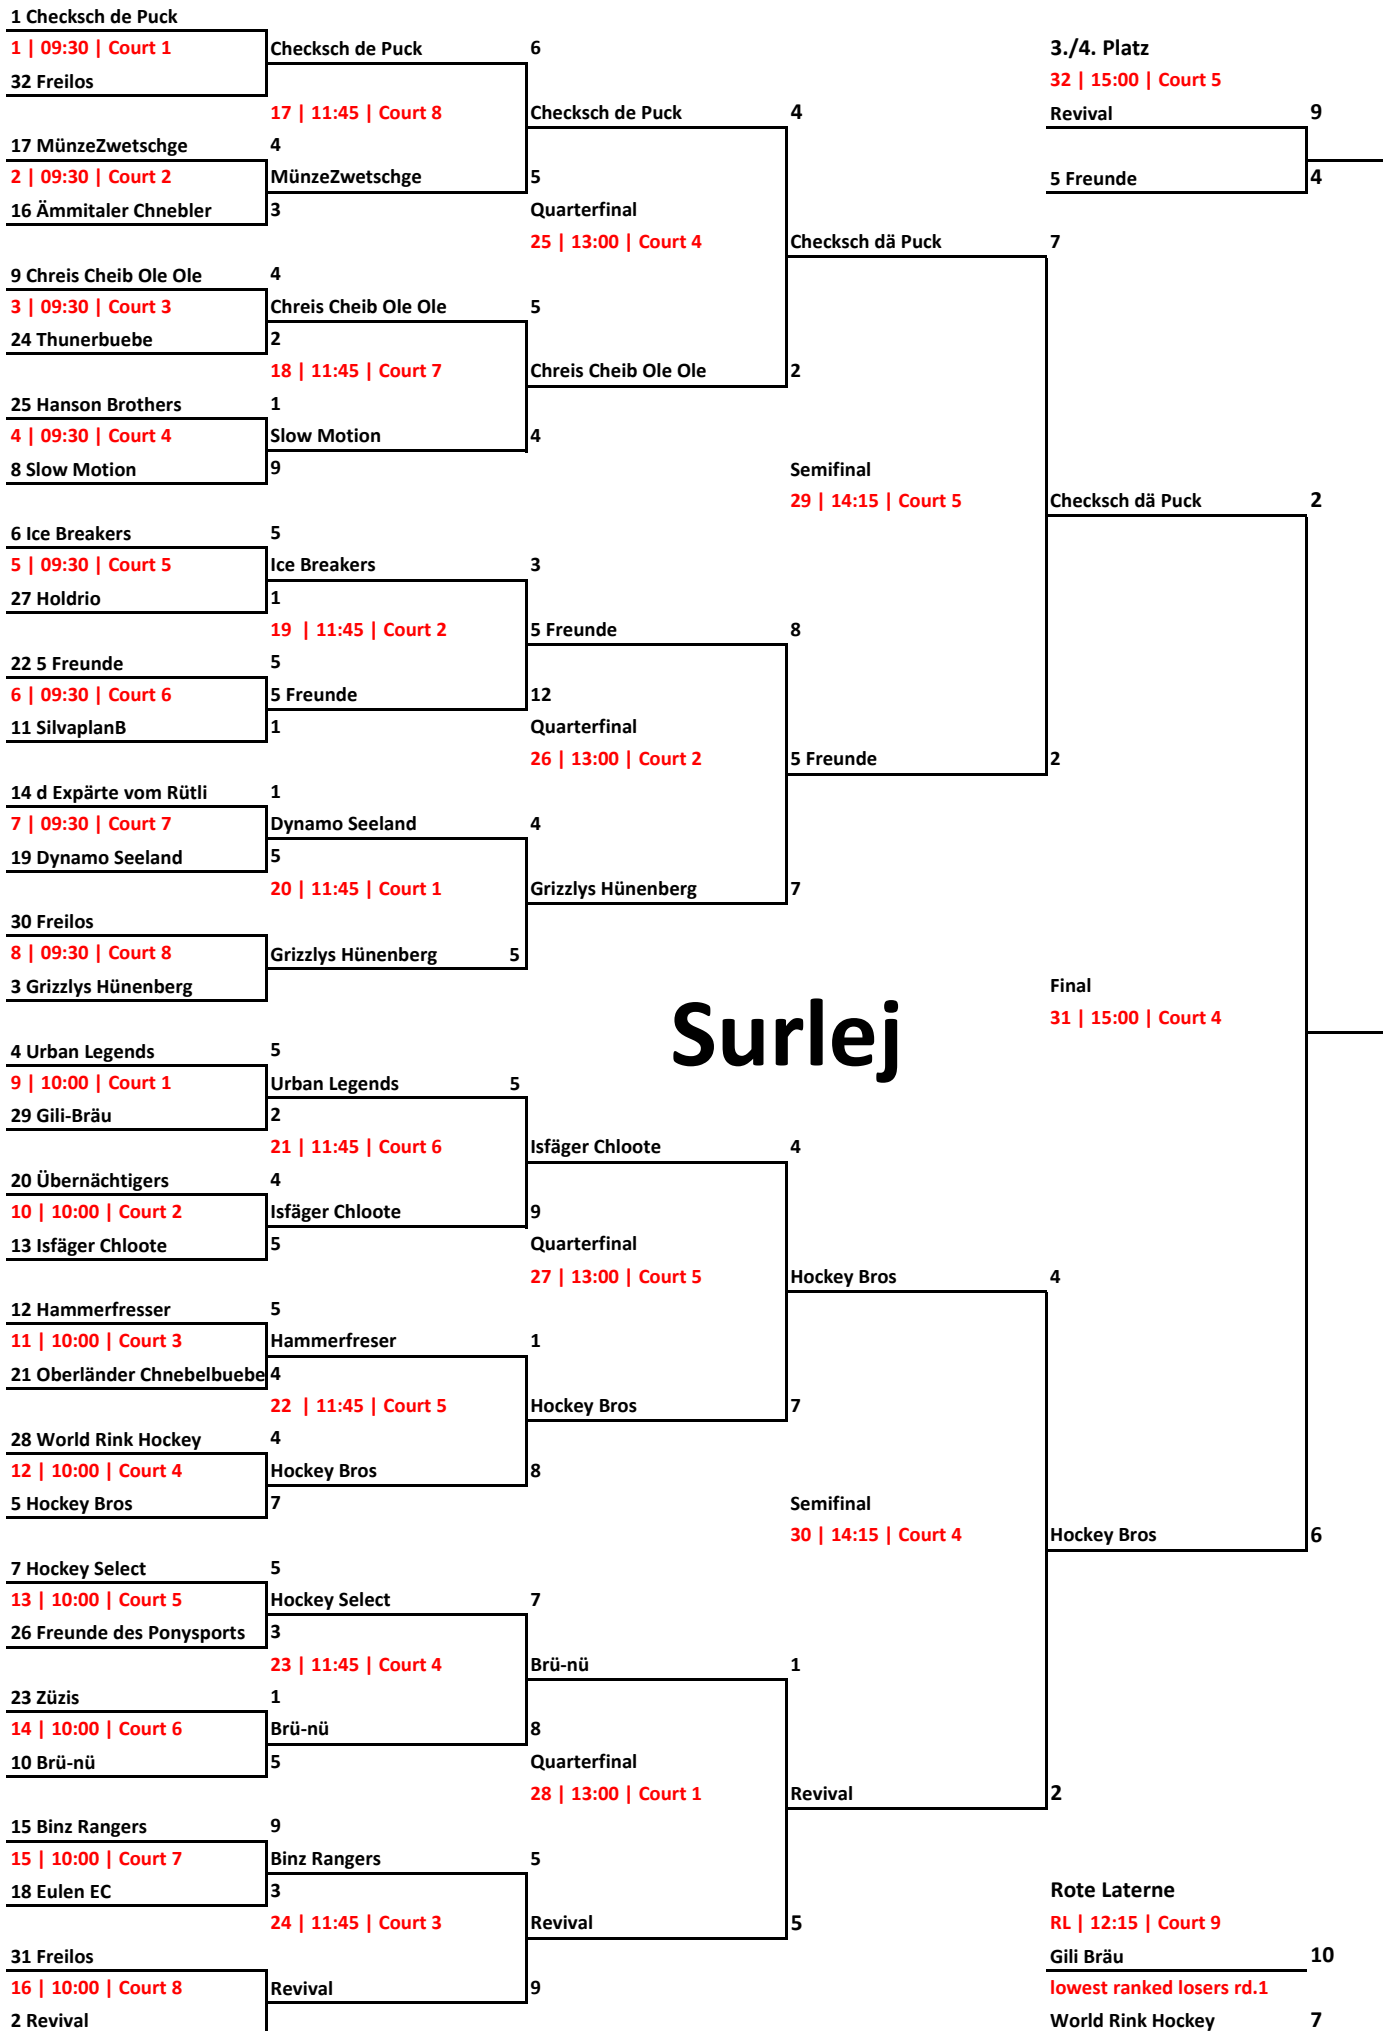 1 Checksch de Puck
1 | 09:30 | Court 1 Checksch de Puck 6 3./4. Platz
32 Freilos 32 | 15:00 | Court 5
17 | 11:45 | Court 8 Checksch de Puck 4 Revival 9
17 MünzeZwetschge 4
2 | 09:30 | Court 2 MünzeZwetschge 5 5 Freunde 4
16 Ämmitaler Chnebler 3 Quarterfinal
25 | 13:00 | Court 4 Checksch dä Puck 7
9 Chreis Cheib Ole Ole 4
3 | 09:30 | Court 3 Chreis Cheib Ole Ole 5
24 Thunerbuebe 2
18 | 11:45 | Court 7 Chreis Cheib Ole Ole 2
25 Hanson Brothers 1
4 | 09:30 | Court 4 Slow Motion 4
8 Slow Motion 9 Semifinal
29 | 14:15 | Court 5 Checksch dä Puck 2
6 Ice Breakers 5
5 | 09:30 | Court 5 Ice Breakers 3
27 Holdrio 1
19 | 11:45 | Court 2 5 Freunde 8
22 5 Freunde 5
6 | 09:30 | Court 6 5 Freunde 12
11 SilvaplanB 1 Quarterfinal
26 | 13:00 | Court 2 5 Freunde 2
14 d Expärte vom Rütli 1
7 | 09:30 | Court 7 Dynamo Seeland 4
19 Dynamo Seeland 5
20 | 11:45 | Court 1 Grizzlys Hünenberg 7
30 Freilos
8 | 09:30 | Court 8 Grizzlys Hünenberg 5
3 Grizzlys Hünenberg Final
Surlej 31 | 15:00 | Court 4
4 Urban Legends 5
9 | 10:00 | Court 1 Urban Legends 5
29 Gili-Bräu 2
21 | 11:45 | Court 6 Isfäger Chloote 4
20 Übernächtigers 4
10 | 10:00 | Court 2 Isfäger Chloote 9
13 Isfäger Chloote 5 Quarterfinal
27 | 13:00 | Court 5 Hockey Bros 4
12 Hammerfresser 5
11 | 10:00 | Court 3 Hammerfreser 1
21 Oberländer Chnebelbuebe 4
22 | 11:45 | Court 5 Hockey Bros 7
28 World Rink Hockey 4
12 | 10:00 | Court 4 Hockey Bros 8
5 Hockey Bros 7 Semifinal
30 | 14:15 | Court 4 Hockey Bros 6
7 Hockey Select 5
13 | 10:00 | Court 5 Hockey Select 7
26 Freunde des Ponysports 3
23 | 11:45 | Court 4 Brü-nü 1
23 Züzis 1
14 | 10:00 | Court 6 Brü-nü 8
10 Brü-nü 5 Quarterfinal
28 | 13:00 | Court 1 Revival 2
15 Binz Rangers 9
15 | 10:00 | Court 7 Binz Rangers 5
18 Eulen EC 3 Rote Laterne
24 | 11:45 | Court 3 Revival 5 RL | 12:15 | Court 9
31 Freilos Gili Bräu 10
16 | 10:00 | Court 8 Revival 9 lowest ranked losers rd.1
2 Revival World Rink Hockey 7